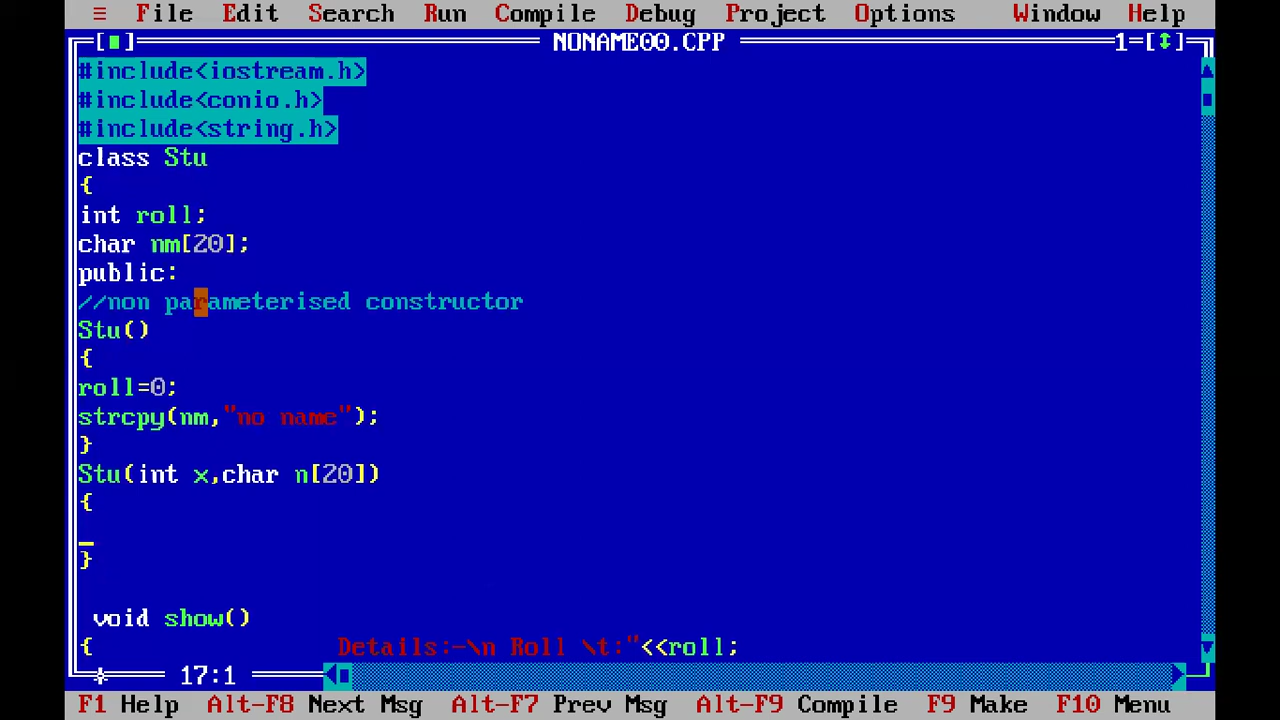 ≡ File Edit Search Run Compile Debug Project Options Window Help
[■] NONAME00.CPP 1=[↕]
#include<iostream.h>
#include<conio.h>
#include<string.h>
class Stu
{
int roll;
char nm[20];
public:
//non parameterised constructor
Stu()
{
roll=0;
strcpy(nm,"no name");
}
Stu(int x,char n[20])
{
_
}
void show()
{ Details:-\n Roll \t:"<<roll;
17:1
F1 Help Alt-F8 Next Msg Alt-F7 Prev Msg Alt-F9 Compile F9 Make F10 Menu